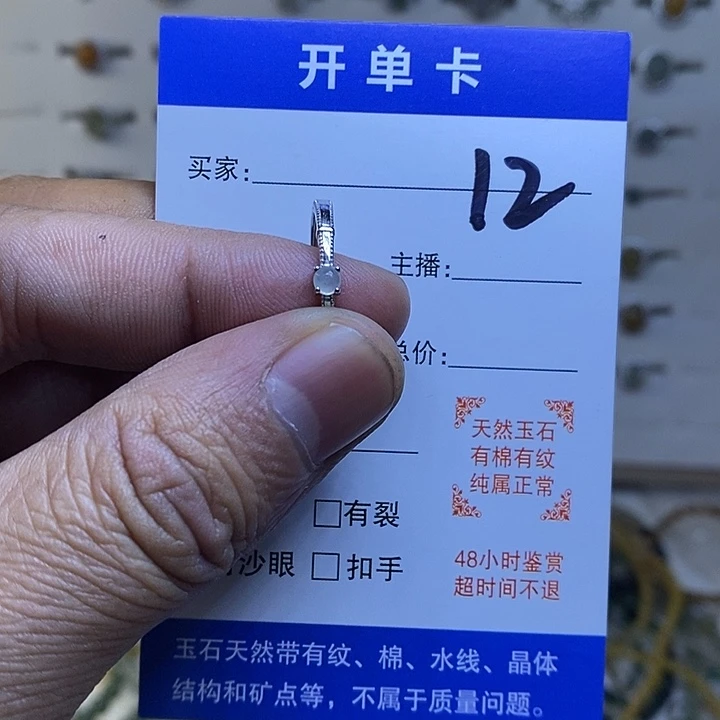 开单卡
买家:
12
主播:
总价:
天然玉石
有棉有纹
纯属正常
□有裂
沙眼 □扣手
48小时鉴赏
超时间不退
玉石天然带有纹、棉、水线、晶体
结构和矿点等，不属于质量问题。